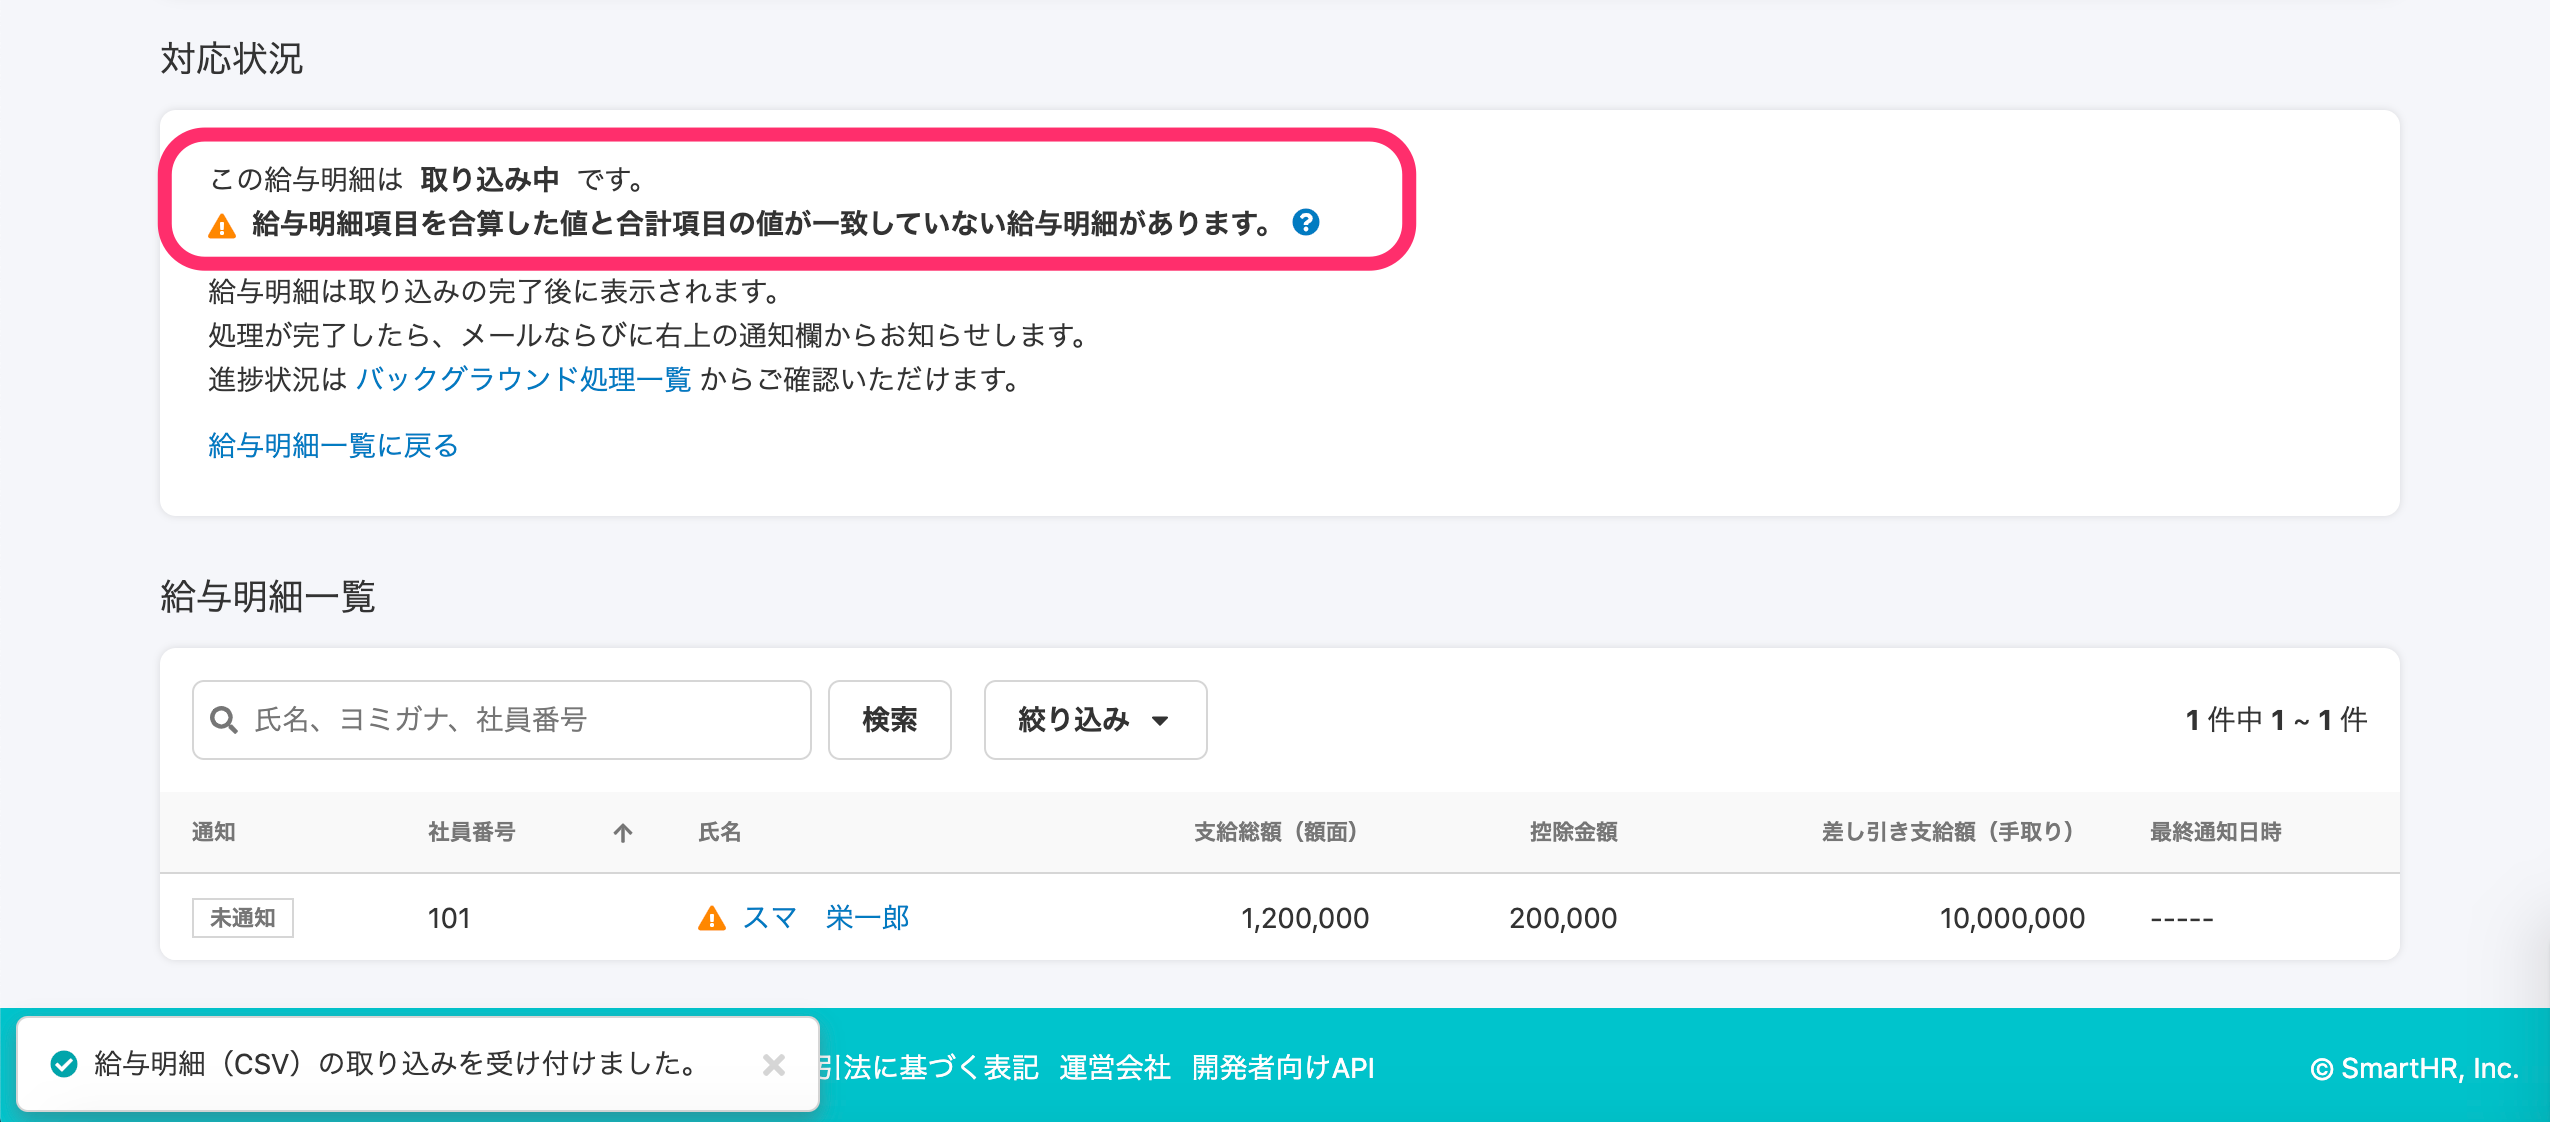 対応状況
この給与明細は 取り込み中 です。
給与明細項目を合算した値と合計項目の値が一致していない給与明細があります。
給与明細は取り込みの完了後に表示されます。
処理が完了したら、メールならびに右上の通知欄からお知らせします。
進捗状況は バックグラウンド処理一覧 からご確認いただけます。
給与明細一覧に戻る
給与明細一覧
氏名、ヨミガナ、社員番号 検索 絞り込み 1 件中 1 ~ 1 件
通知 社員番号 ↑ 氏名 支給総額（額面） 控除金額 差し引き支給額（手取り） 最終通知日時
未通知 101 スマ 栄一郎 1,200,000 200,000 10,000,000 -----
給与明細（CSV）の取り込みを受け付けました。
引法に基づく表記 運営会社 開発者向けAPI © SmartHR, Inc.